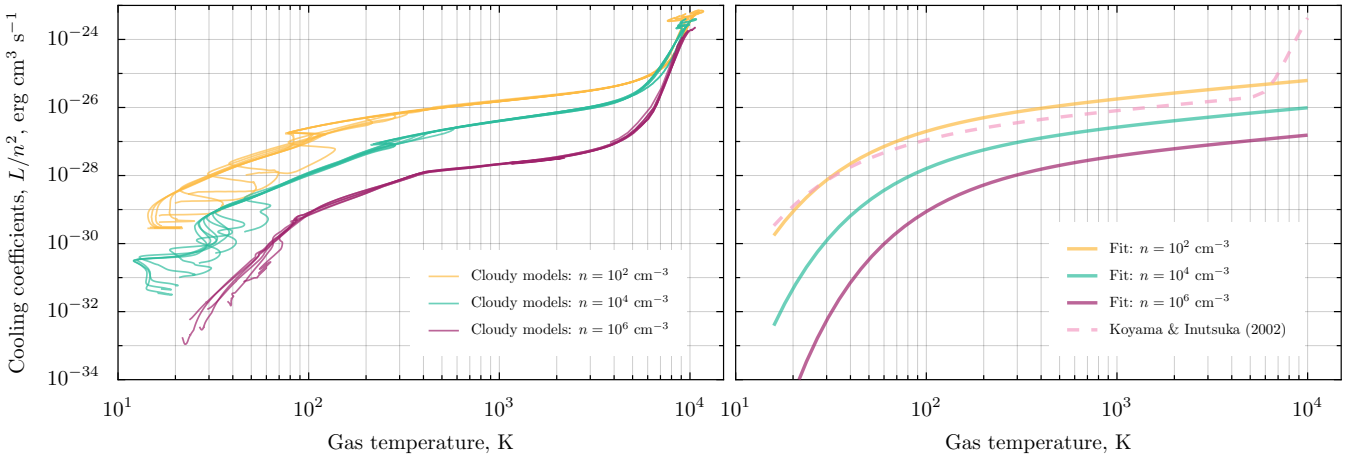 Cooling coefficients, L/n², erg cm³ s⁻¹
10⁻²⁴
10⁻²⁶
10⁻²⁸
10⁻³⁰
10⁻³²
10⁻³⁴
Cloudy models: n = 10² cm⁻³
Cloudy models: n = 10⁴ cm⁻³
Cloudy models: n = 10⁶ cm⁻³
10¹
10²
10³
10⁴
Gas temperature, K
Fit: n = 10² cm⁻³
Fit: n = 10⁴ cm⁻³
Fit: n = 10⁶ cm⁻³
Koyama & Inutsuka (2002)
10¹
10²
10³
10⁴
Gas temperature, K